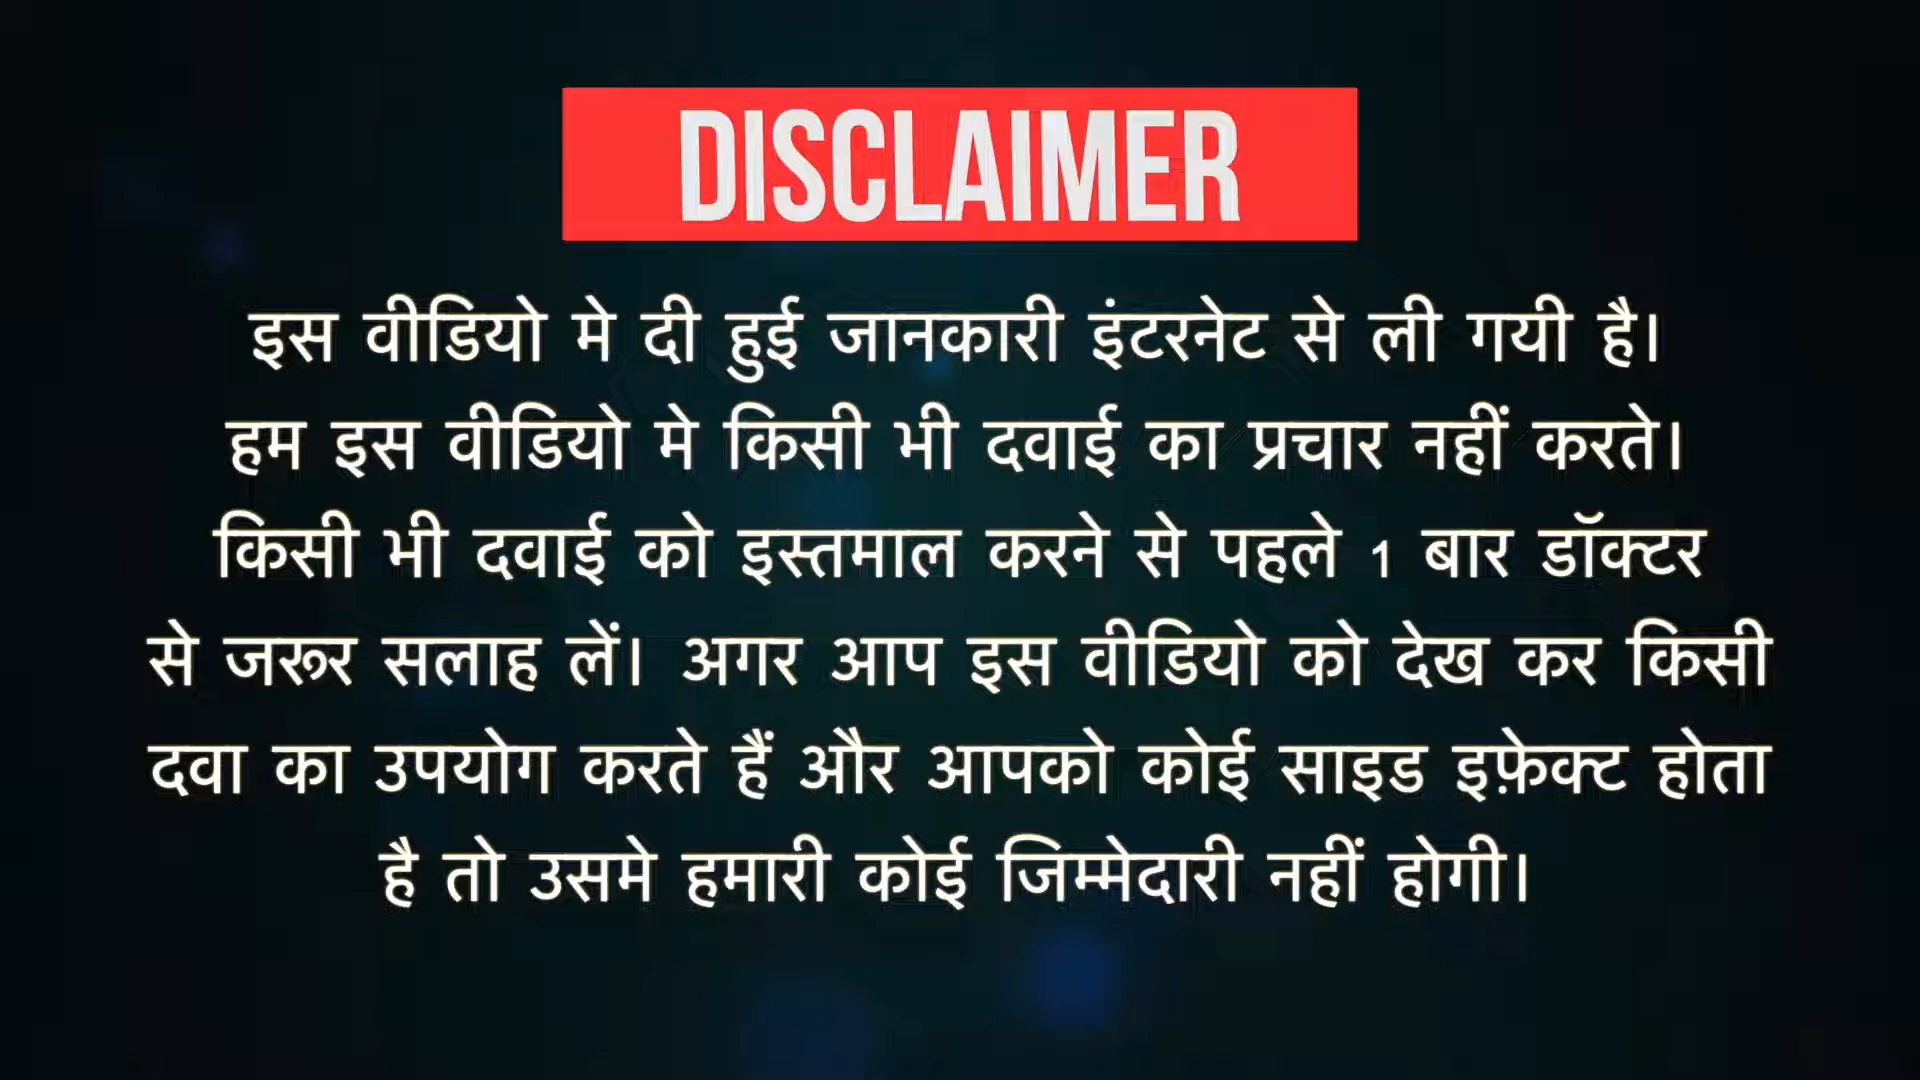 DISCLAIMER
इस वीडियो मे दी हुई जानकारी इंटरनेट से ली गयी है।
हम इस वीडियो मे किसी भी दवाई का प्रचार नहीं करते।
किसी भी दवाई को इस्तमाल करने से पहले 1 बार डॉक्टर
से जरूर सलाह लें। अगर आप इस वीडियो को देख कर किसी
दवा का उपयोग करते हैं और आपको कोई साइड इफ़ेक्ट होता
है तो उसमे हमारी कोई जिम्मेदारी नहीं होगी।